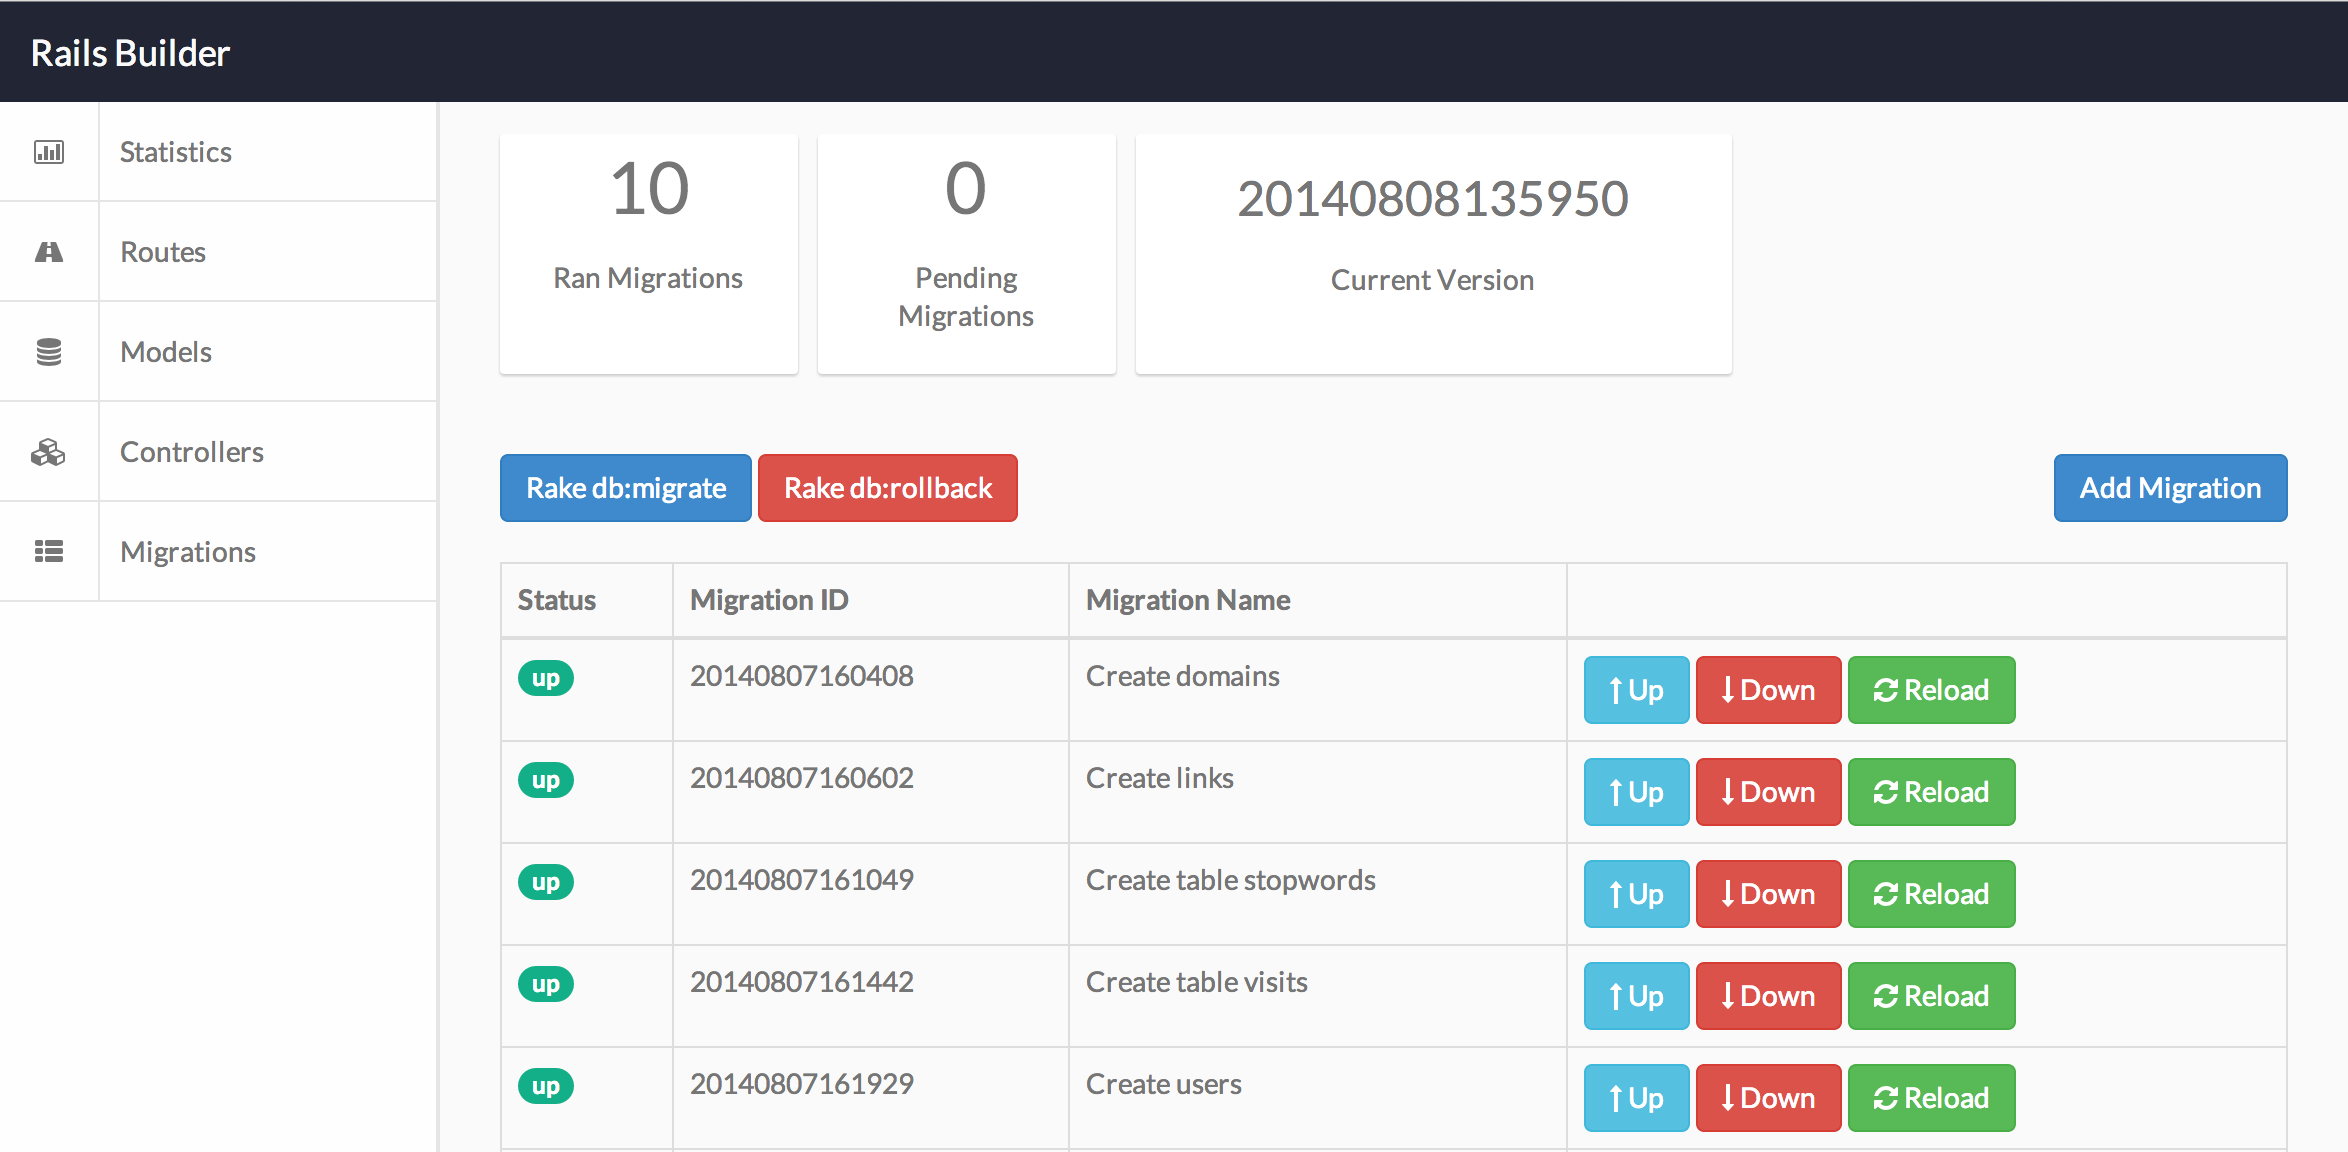 Rails Builder
Statistics
Routes
Models
Controllers
Migrations
10
Ran Migrations
0
Pending
Migrations
20140808135950
Current Version
Rake db:migrate Rake db:rollback Add Migration
Status Migration ID Migration Name
up 20140807160408 Create domains Up Down Reload
up 20140807160602 Create links Up Down Reload
up 20140807161049 Create table stopwords Up Down Reload
up 20140807161442 Create table visits Up Down Reload
up 20140807161929 Create users Up Down Reload